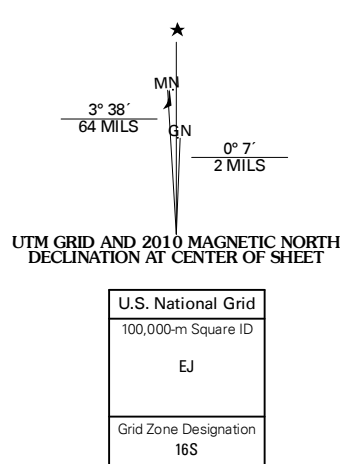 MN
3° 38´
64 MILS
GN
0° 7´
2 MILS
UTM GRID AND 2010 MAGNETIC NORTH
DECLINATION AT CENTER OF SHEET
U.S. National Grid
100,000-m Square ID
EJ
Grid Zone Designation
16S